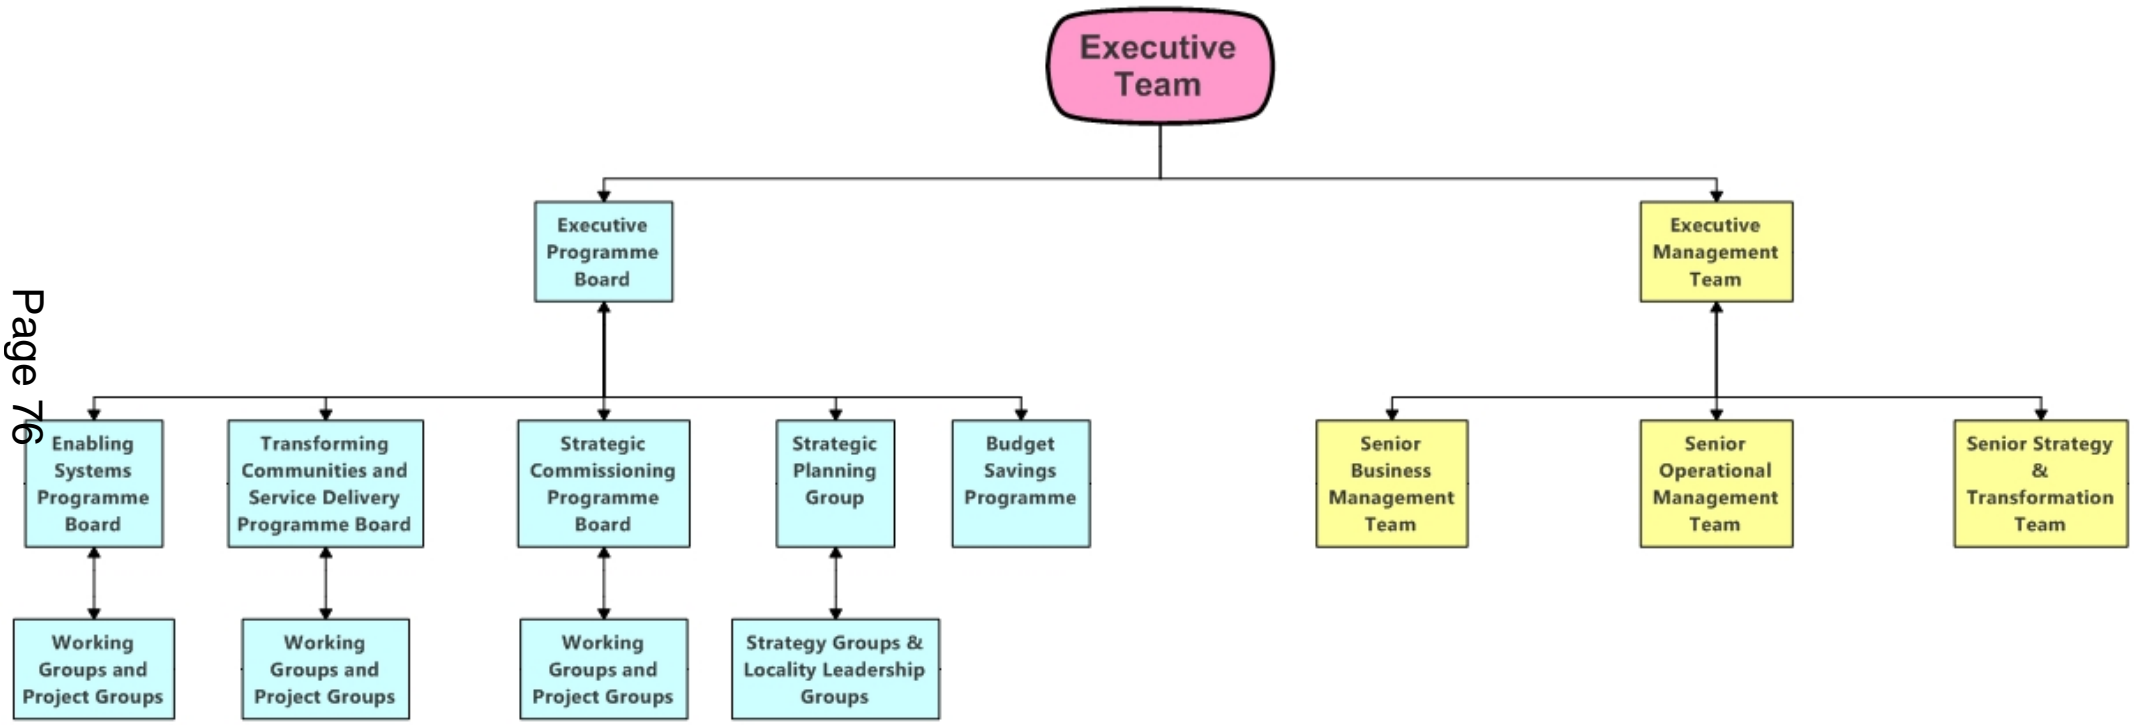 Executive
Team
Executive
Programme
Board
Executive
Management
Team
Page 76
Enabling
Systems
Programme
Board
Transforming
Communities and
Service Delivery
Programme Board
Strategic
Commissioning
Programme
Board
Strategic
Planning
Group
Budget
Savings
Programme
Senior
Business
Management
Team
Senior
Operational
Management
Team
Senior Strategy
&
Transformation
Team
Working
Groups and
Project Groups
Working
Groups and
Project Groups
Working
Groups and
Project Groups
Strategy Groups &
Locality Leadership
Groups